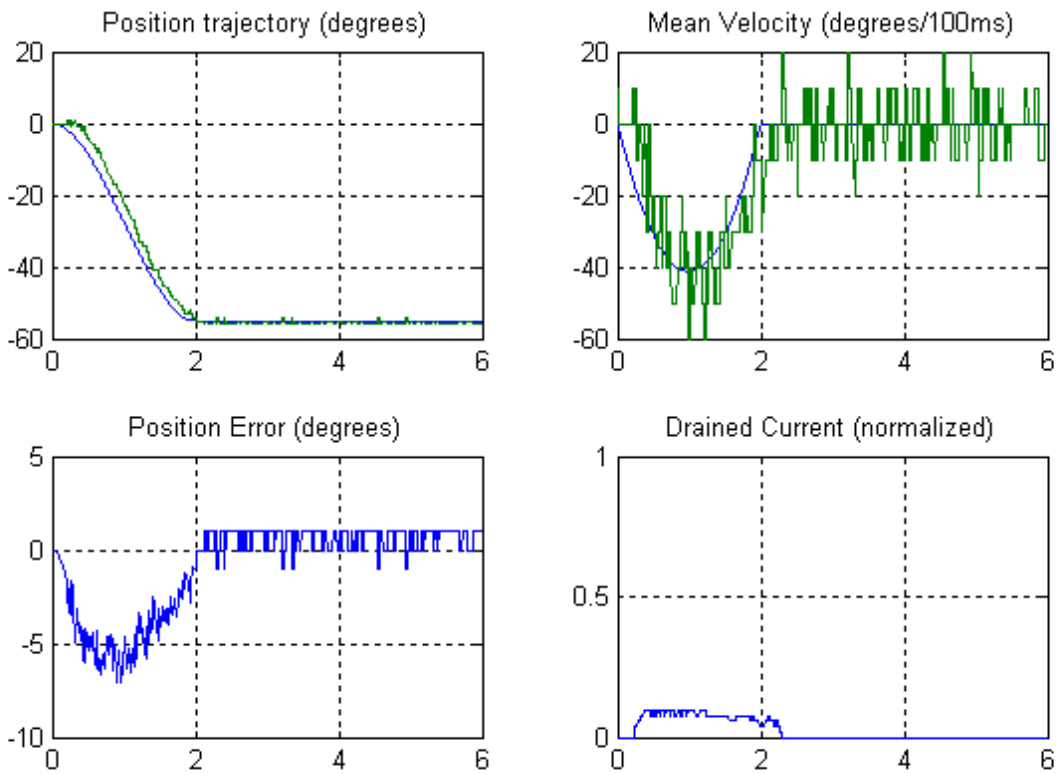 Position trajectory (degrees)
20
0
-20
-40
-60
0 2 4 6
Mean Velocity (degrees/100ms)
20
0
-20
-40
-60
0 2 4 6
Position Error (degrees)
5
0
-5
-10
0 2 4 6
Drained Current (normalized)
1
0.5
0
0 2 4 6